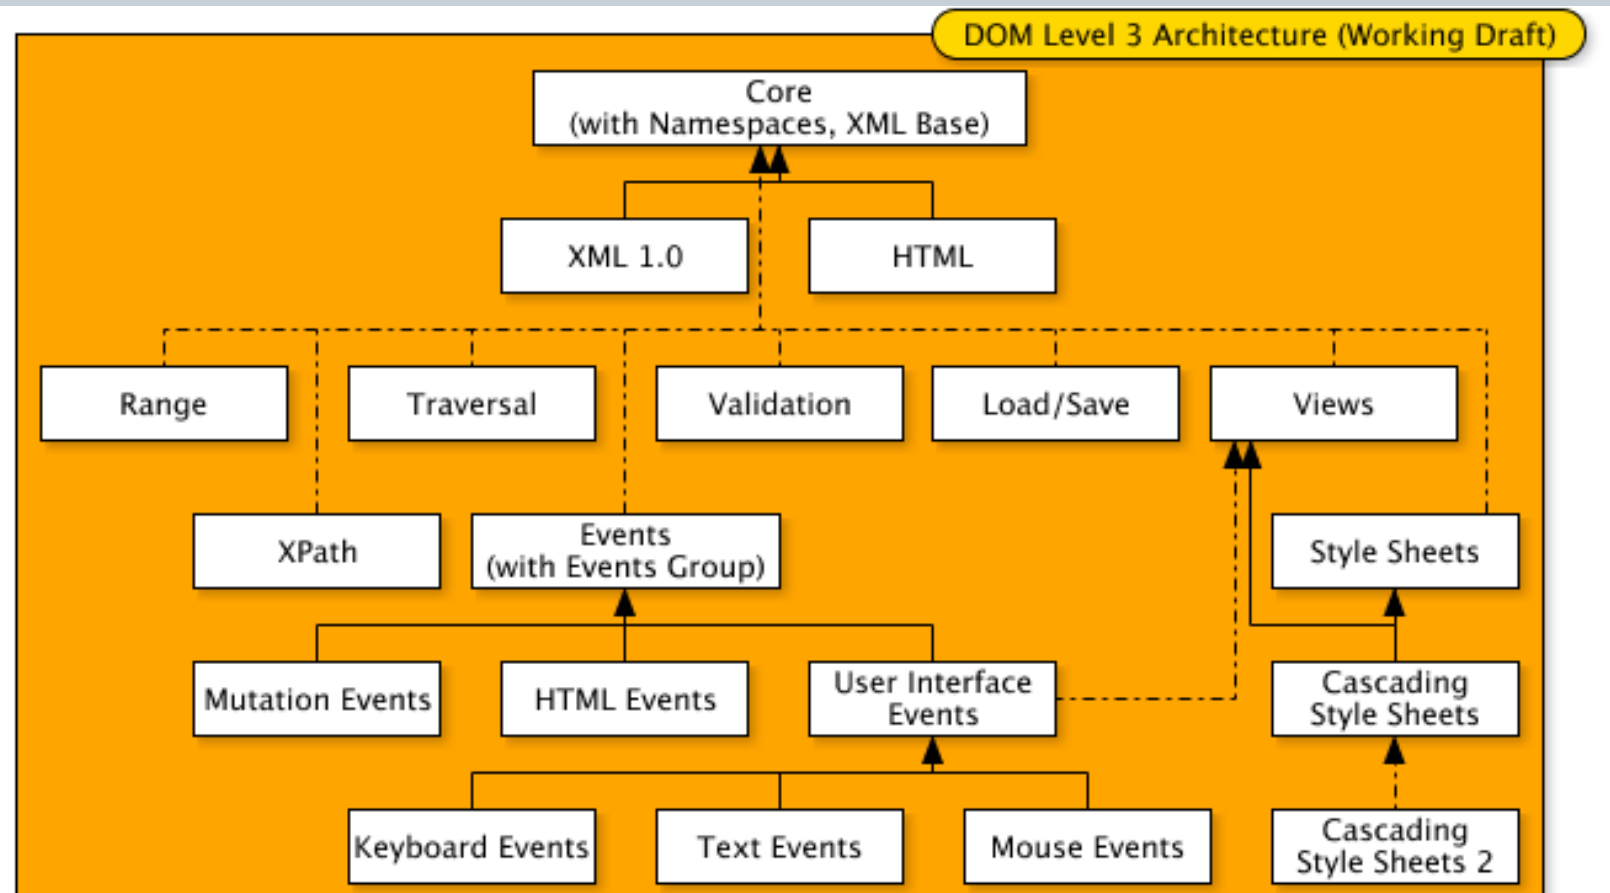 DOM Level 3 Architecture (Working Draft)
Core
(with Namespaces, XML Base)
XML 1.0
HTML
Range
Traversal
Validation
Load/Save
Views
XPath
Events
(with Events Group)
Style Sheets
Mutation Events
HTML Events
User Interface
Events
Cascading
Style Sheets
Keyboard Events
Text Events
Mouse Events
Cascading
Style Sheets 2